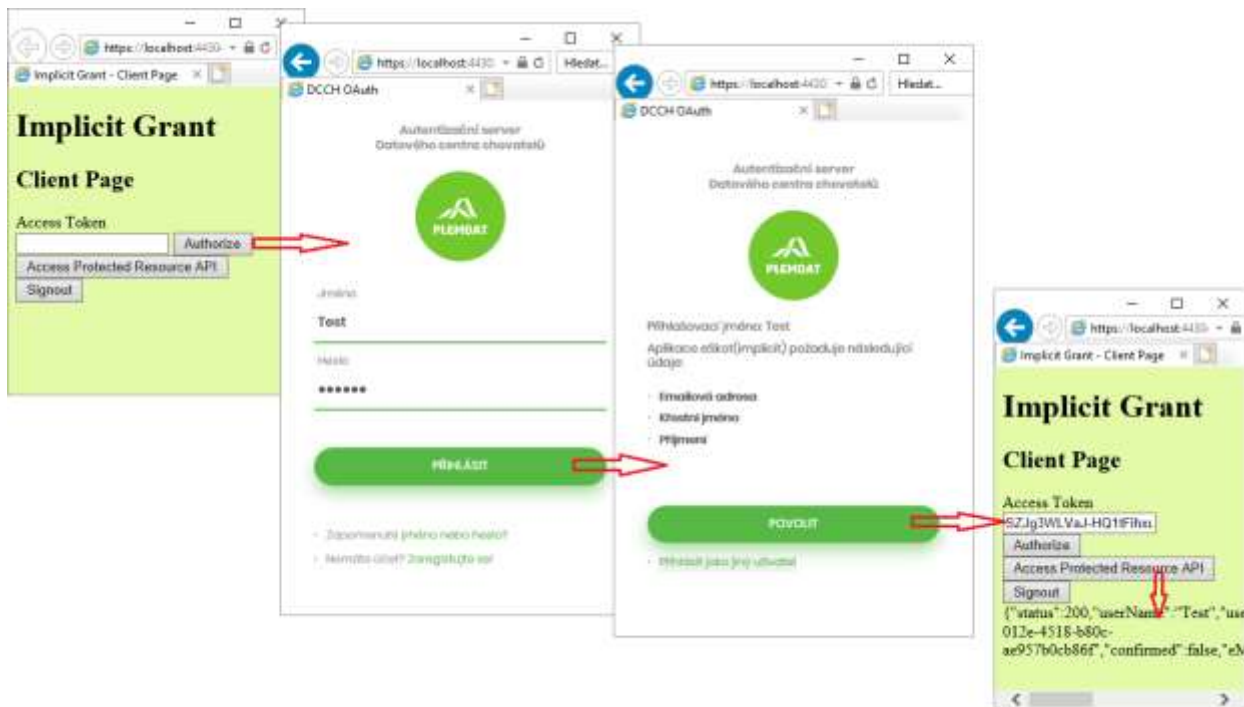 https://localhost:4430-
Implicit Grant - Client Page
Implicit Grant
Client Page
Access Token
Authorize
Access Protected Resource API
Signout
https://localhost:4430
Hledat...
DCCH OAuth
Autentizační server
Datového centra chovatelů
PLEMDAT
Jméno
Test
Heslo
PŘIHLÁSIT
Zapomenuté jméno nebo heslo?
Nemáte účet? Zaregistrujte se!
https://localhost:4430
Hledat...
DCCH OAuth
Autentizační server
Datového centra chovatelů
PLEMDAT
Přihlašovací jméno: Test
Aplikace etikot(implicit) požaduje následující
údaje:
Emailová adresa
Křestní jméno
Příjmení
POVOLIT
Přihlásit jako jiný uživatel
https://localhost:4430-
Implicit Grant - Client Page
Implicit Grant
Client Page
Access Token
Authorize
Access Protected Resource API
Signout
{"status":200,"userName":"Test","use
012e-4518-b80c-
ae957b0cb86f","confirmed":false,"eM